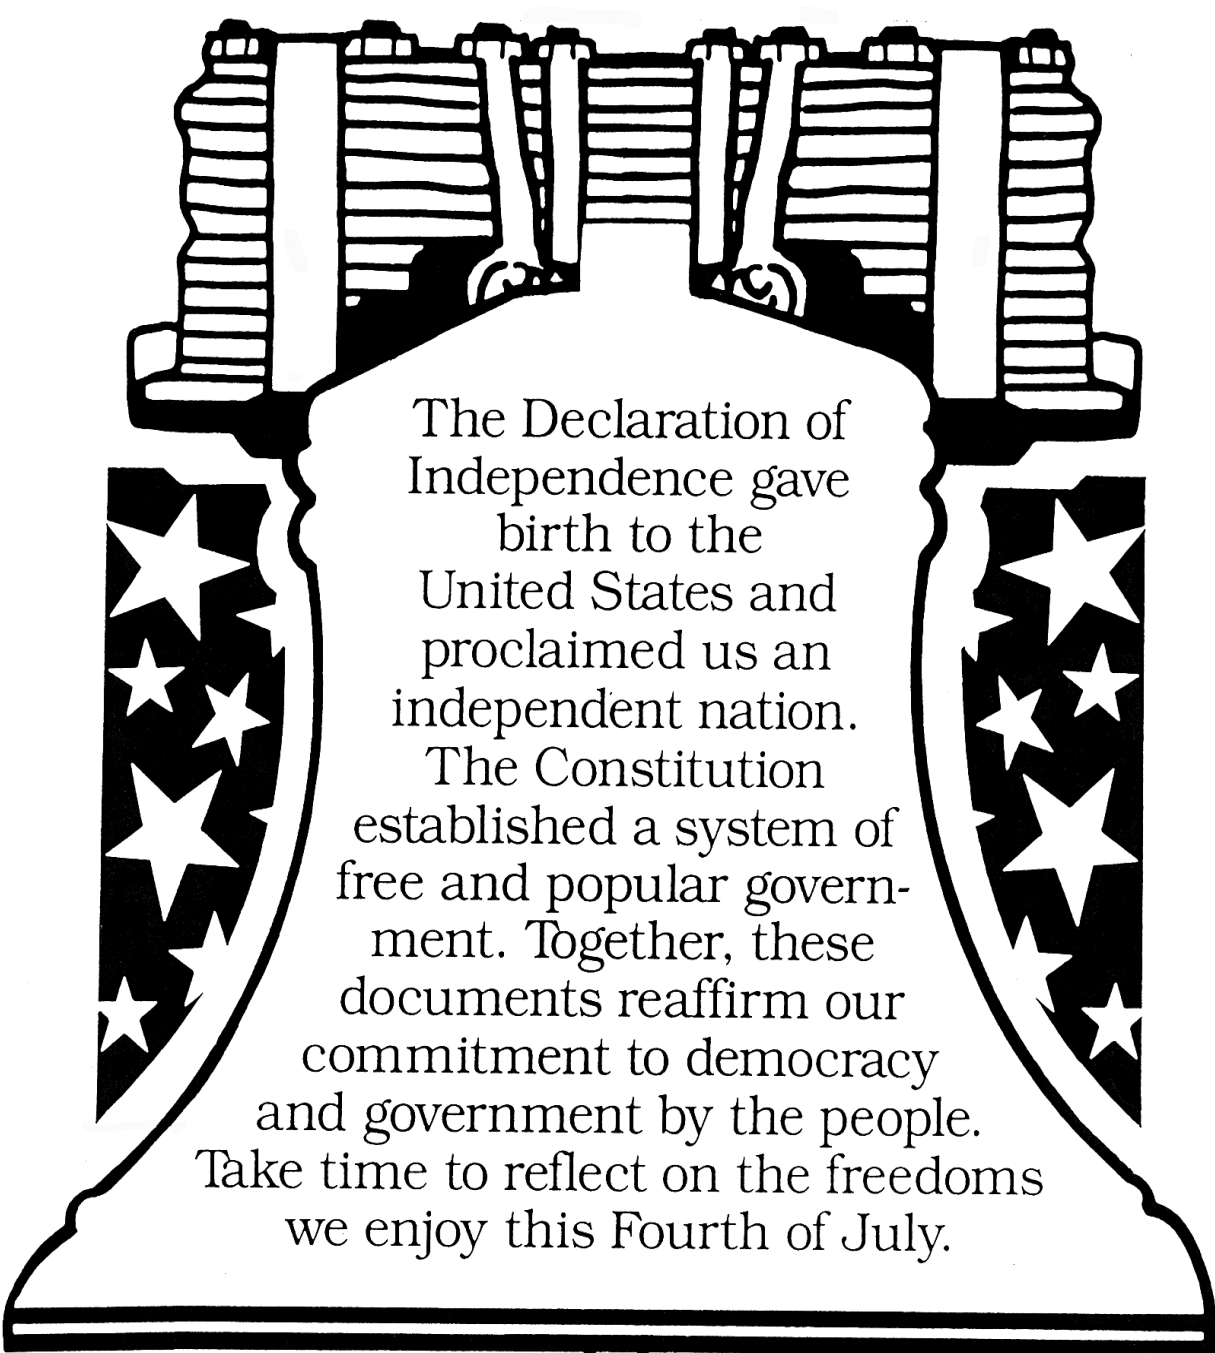 The Declaration of
Independence gave
birth to the
United States and
proclaimed us an
independent nation.
The Constitution
established a system of
free and popular govern-
ment. Together, these
documents reaffirm our
commitment to democracy
and government by the people.
Take time to reflect on the freedoms
we enjoy this Fourth of July.